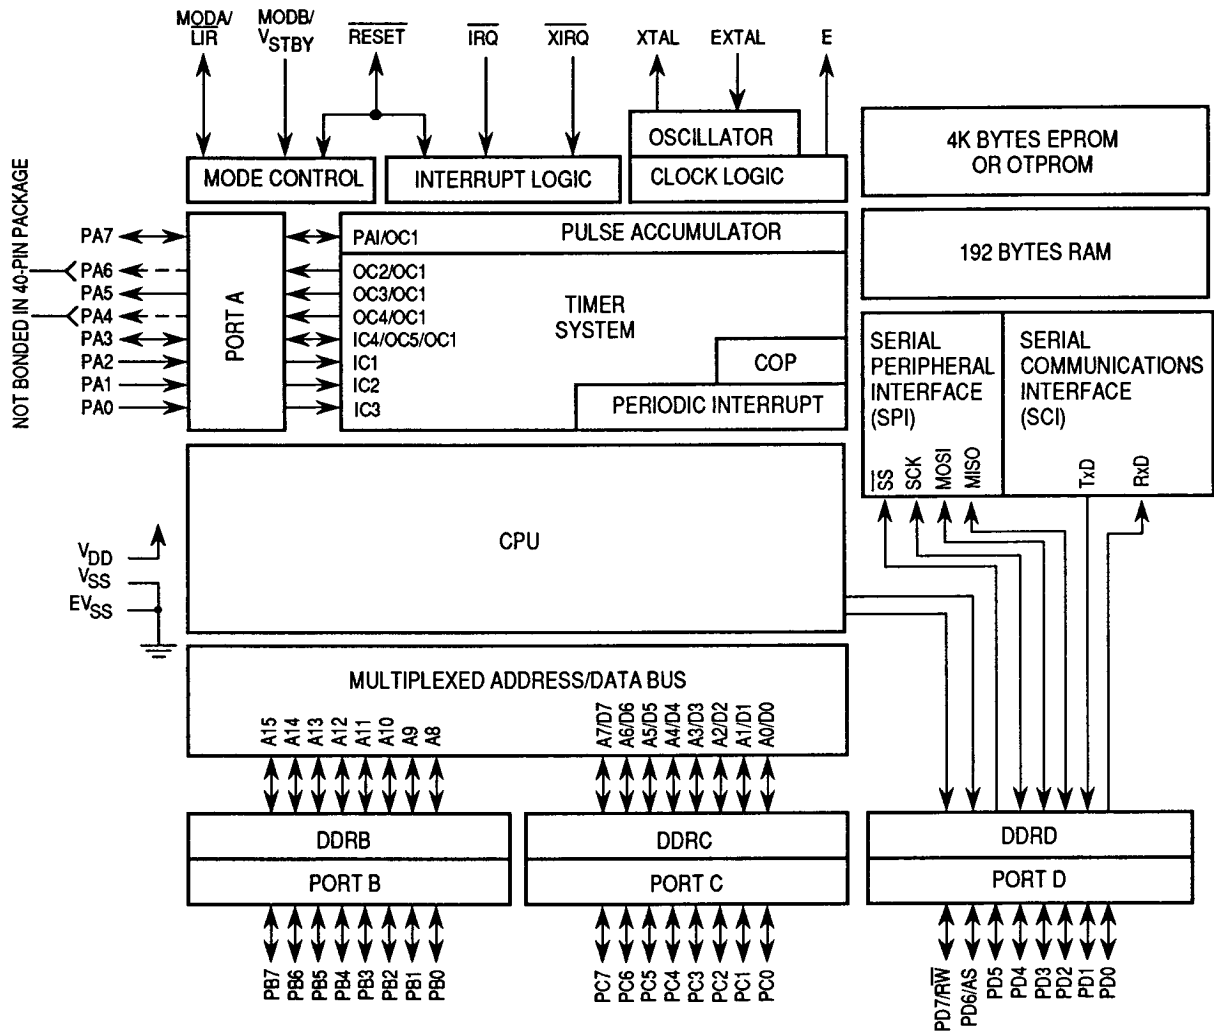 MODA/
LIR
MODB/
VSTBY
RESET
IRQ
XIRQ
XTAL
EXTAL
E
MODE CONTROL
INTERRUPT LOGIC
OSCILLATOR
CLOCK LOGIC
4K BYTES EPROM
OR OTPROM
192 BYTES RAM
NOT BONDED IN 40-PIN PACKAGE
PA7
PA6
PA5
PA4
PA3
PA2
PA1
PA0
PORT A
PAI/OC1
PULSE ACCUMULATOR
OC2/OC1
OC3/OC1
OC4/OC1
IC4/OC5/OC1
IC1
IC2
IC3
TIMER
SYSTEM
COP
PERIODIC INTERRUPT
SERIAL
PERIPHERAL
INTERFACE
(SPI)
SERIAL
COMMUNICATIONS
INTERFACE
(SCI)
SS
SCK
MOSI
MISO
TxD
RxD
CPU
VDD
VSS
EVSS
MULTIPLEXED ADDRESS/DATA BUS
A15
A14
A13
A12
A11
A10
A9
A8
A7/D7
A6/D6
A5/D5
A4/D4
A3/D3
A2/D2
A1/D1
A0/D0
DDRB
PORT B
DDRC
PORT C
DDRD
PORT D
PB7
PB6
PB5
PB4
PB3
PB2
PB1
PB0
PC7
PC6
PC5
PC4
PC3
PC2
PC1
PC0
PD7/RW
PD6/AS
PD5
PD4
PD3
PD2
PD1
PD0